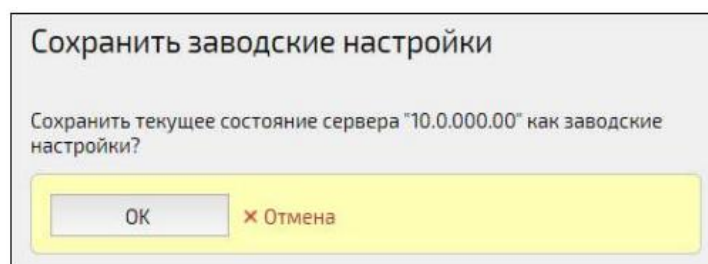 Сохранить заводские настройки
Сохранить текущее состояние сервера "10.0.000.00" как заводские
настройки?
ОК
× Отмена